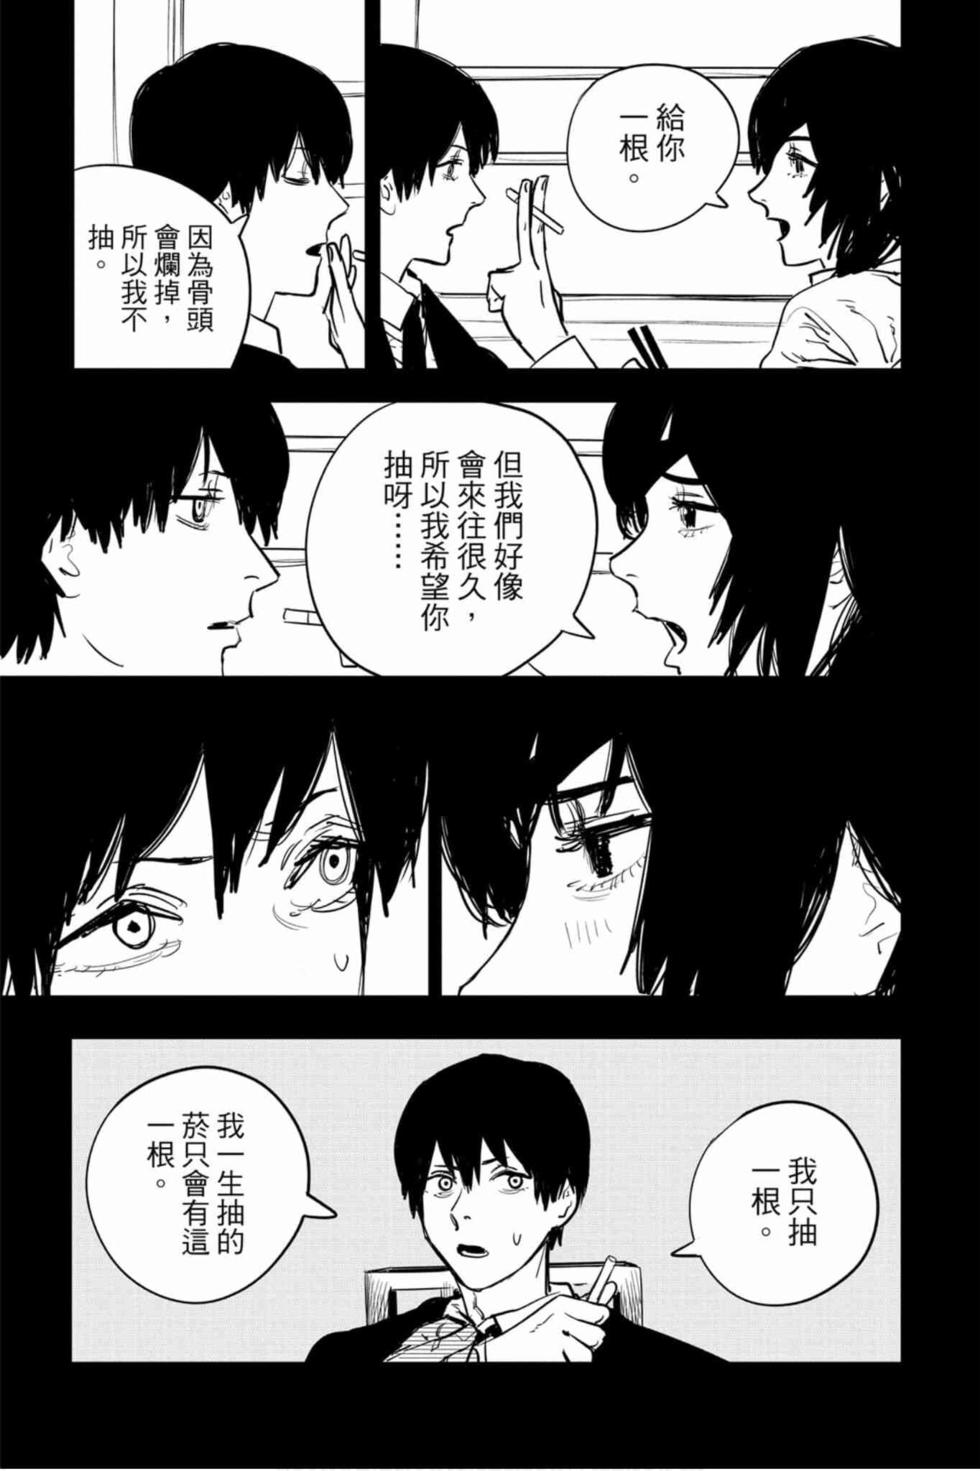 給你
一根。
因為骨頭
會爛掉，
所以我不
抽。
但我們好像
會來往很久，
所以我希望你
抽呀……
我只抽
一根。
我一生抽的
菸只會有這
一根。